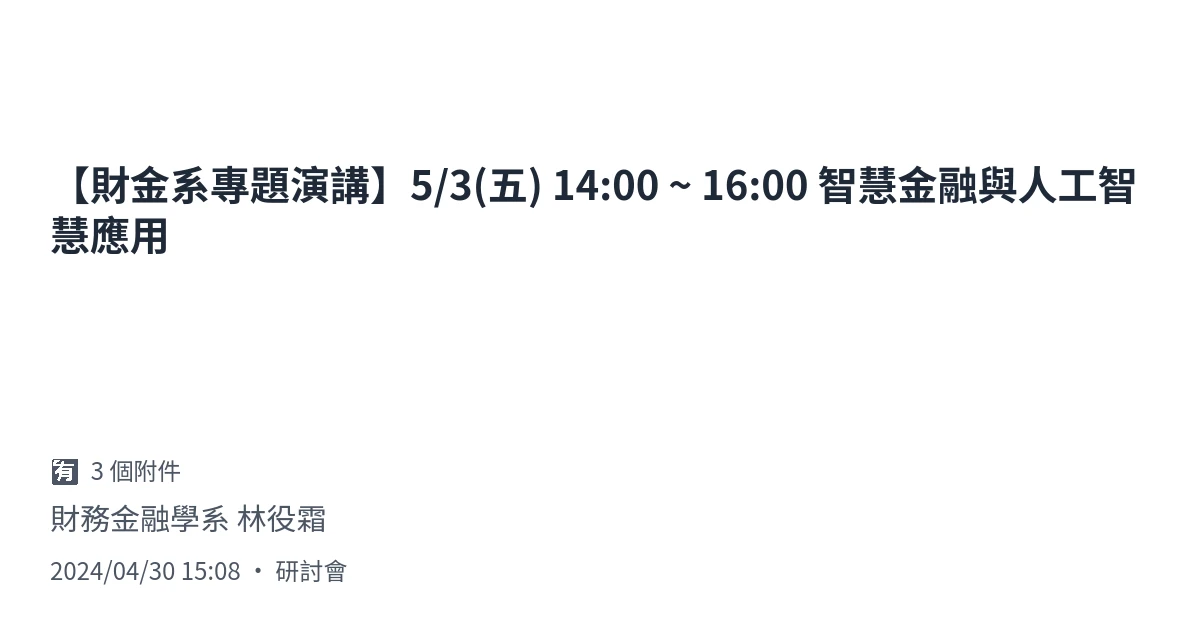 【財金系專題演講】5/3(五) 14:00 ~ 16:00 智慧金融與人工智
慧應用
有 3 個附件
財務金融學系 林役霜
2024/04/30 15:08 • 研討會